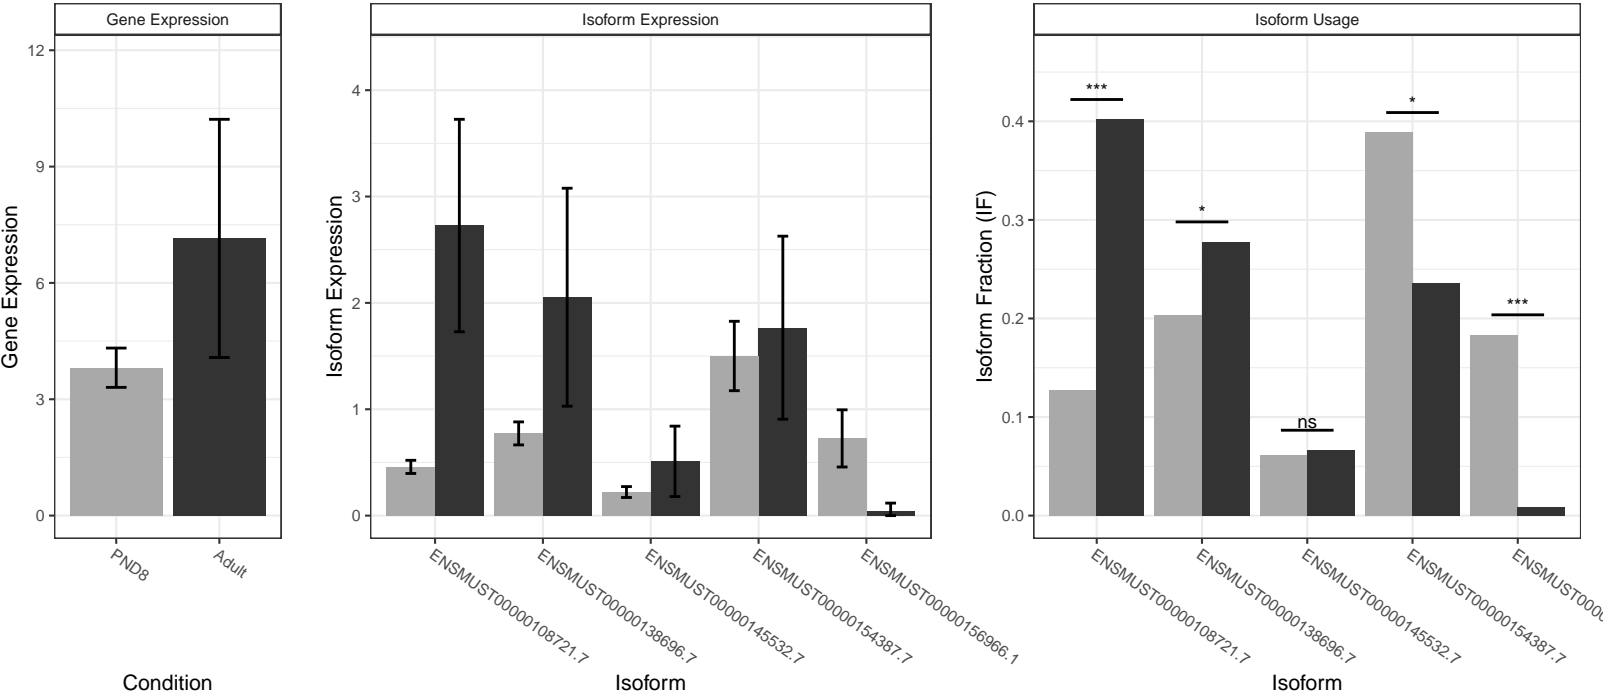 Gene Expression
Isoform Expression
Isoform Usage
Gene Expression
12
9
6
3
0
PND8
Adult
Condition
Isoform Expression
4
3
2
1
0
ENSMUST00000108721.7
ENSMUST00000138696.7
ENSMUST00000145532.7
ENSMUST00000154387.7
ENSMUST00000156966.1
Isoform
Isoform Fraction (IF)
0.4
0.3
0.2
0.1
0.0
***
*
ns
*
***
ENSMUST00000108721.7
ENSMUST00000138696.7
ENSMUST00000145532.7
ENSMUST00000154387.7
ENSMUST0000
Isoform